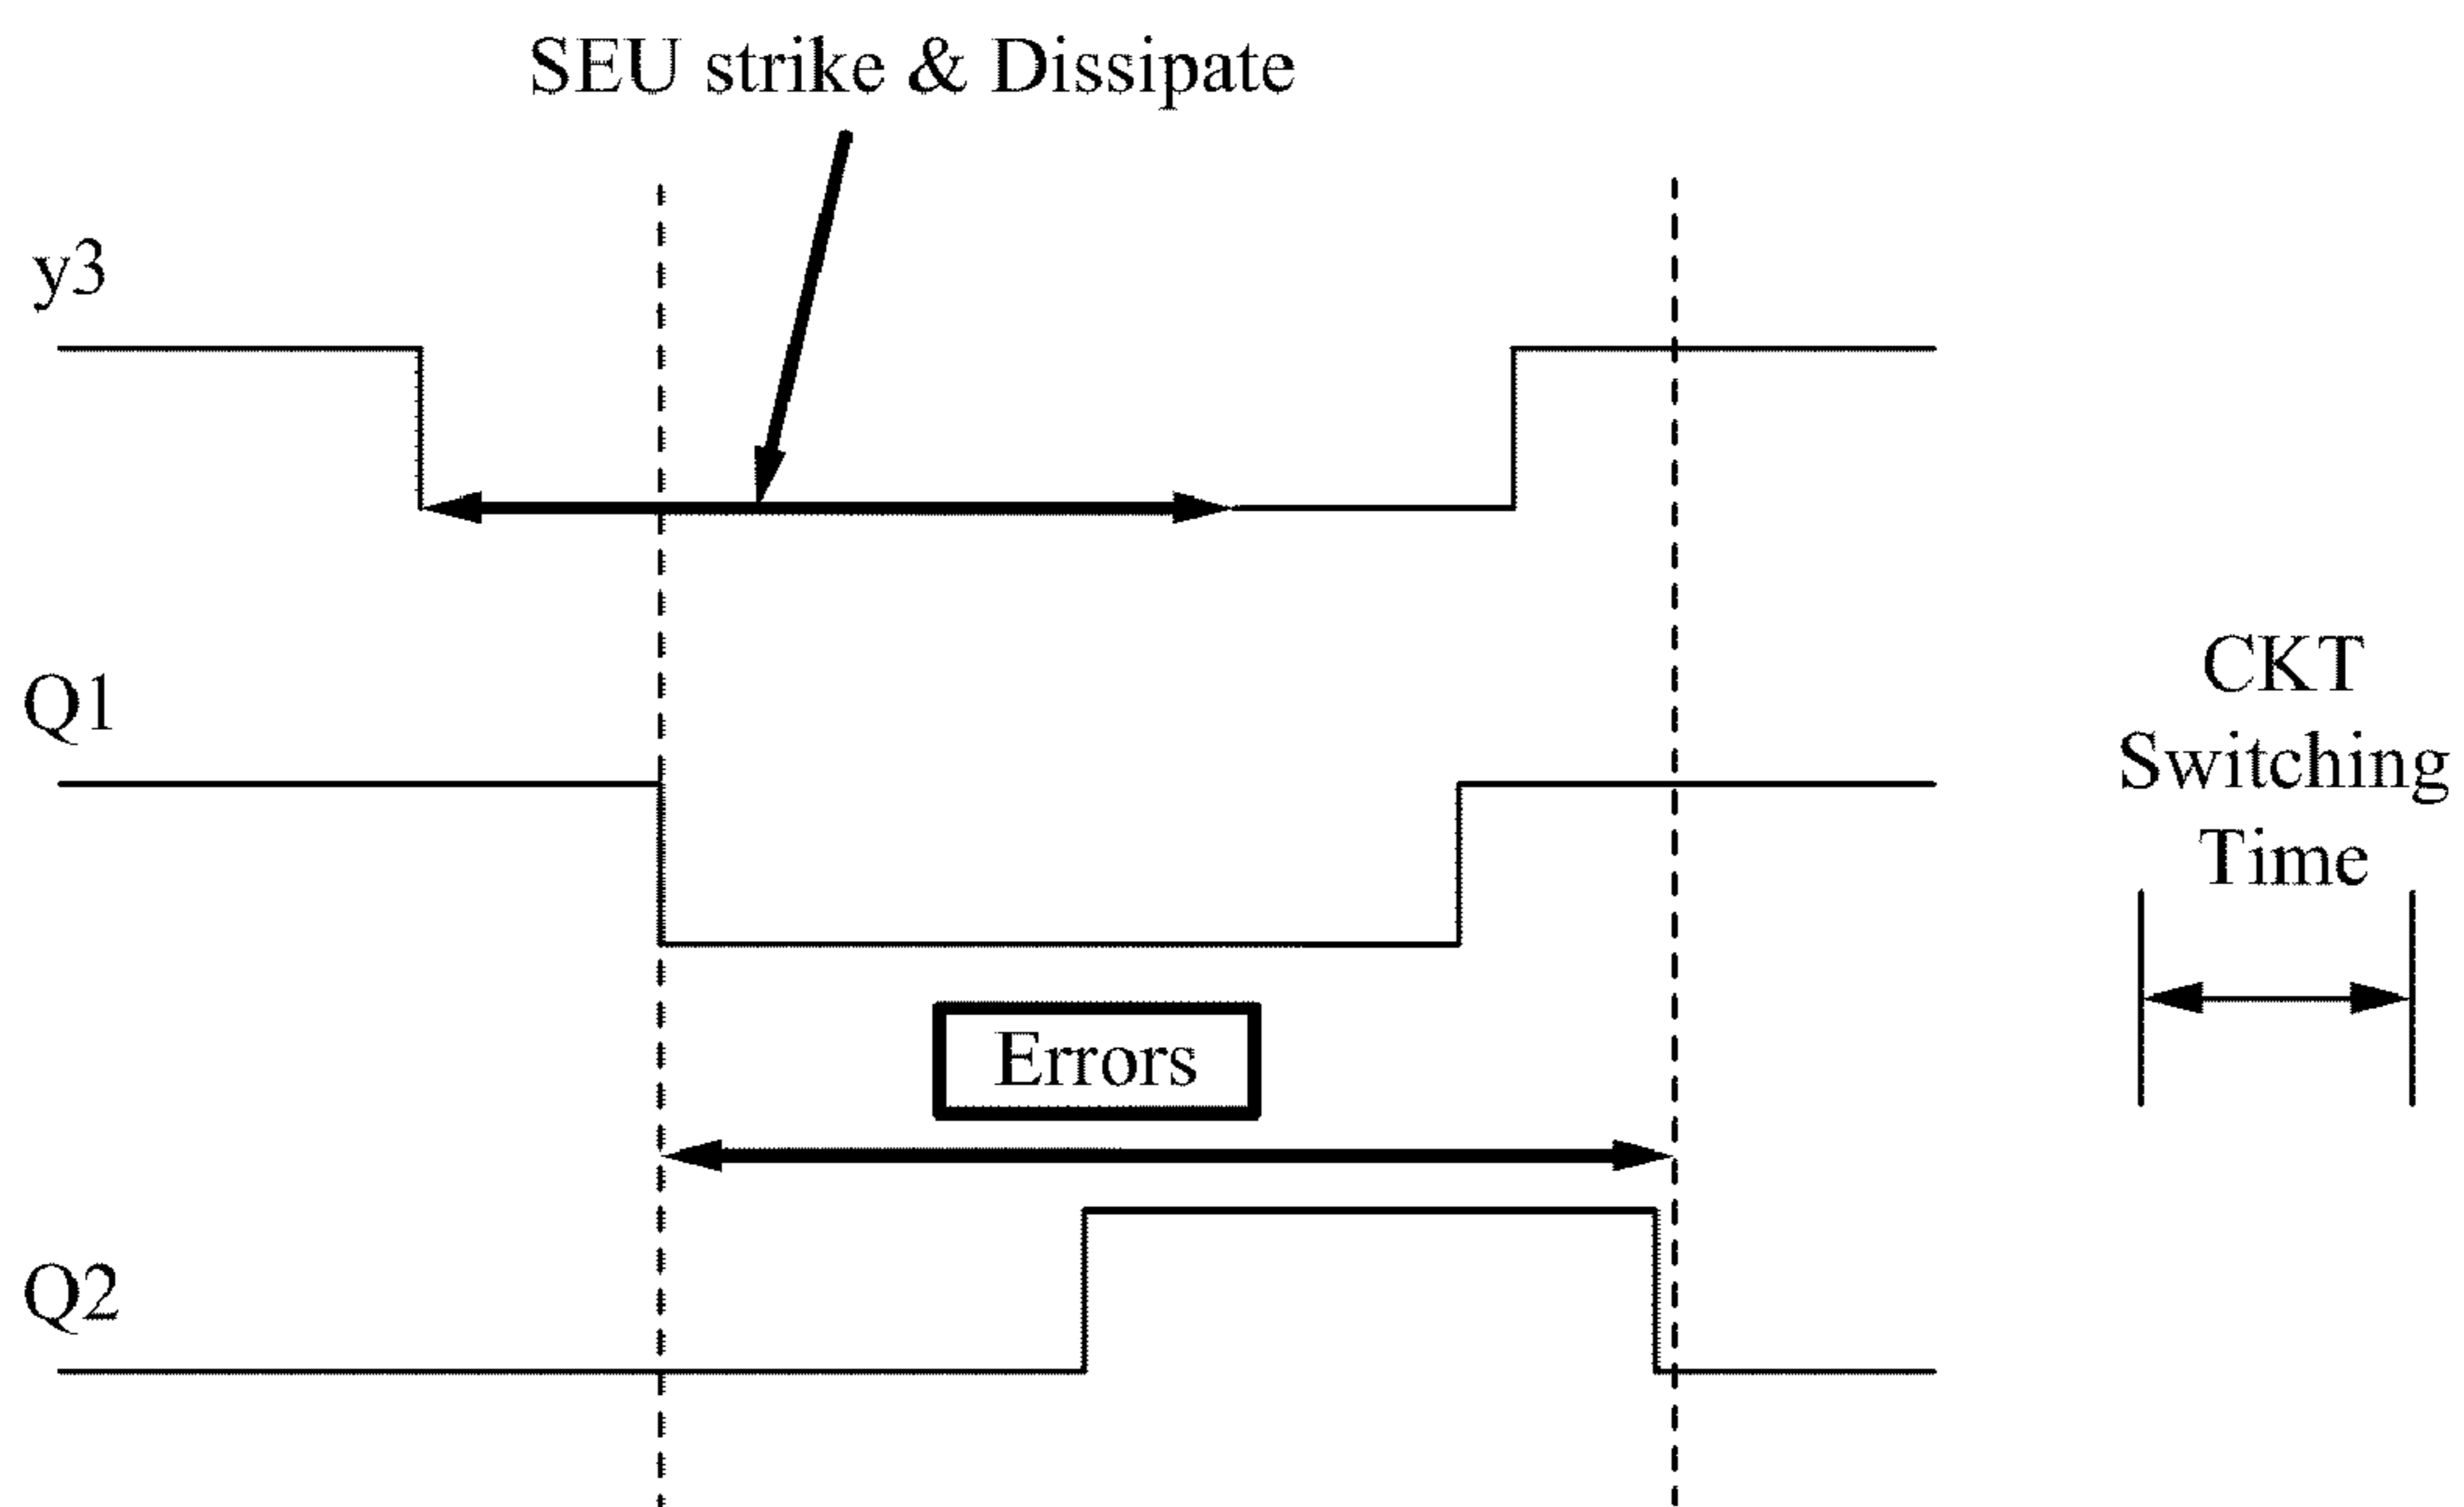 SEU strike & Dissipate
y3
Q1
CKT
Switching
Time
Errors
Q2